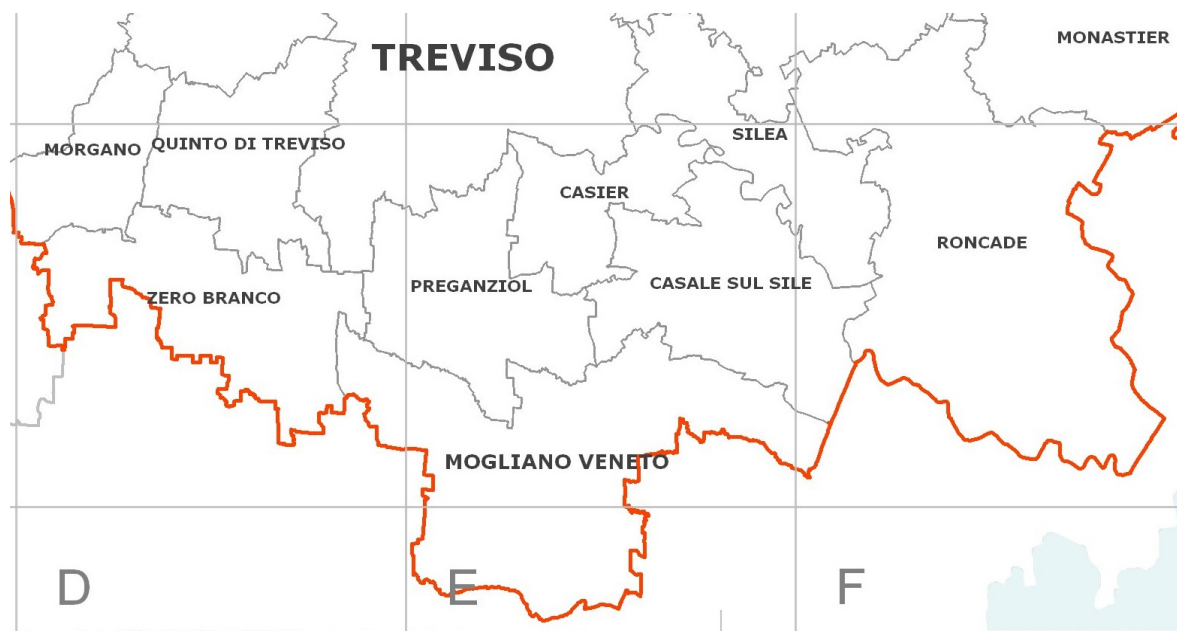 MONASTIER
TREVISO
SILEA
MORGANO
QUINTO DI TREVISO
CASIER
RONCADE
PREGANZIOL
CASALE SUL SILE
ZERO BRANCO
MOGLIANO VENETO
D
E
F